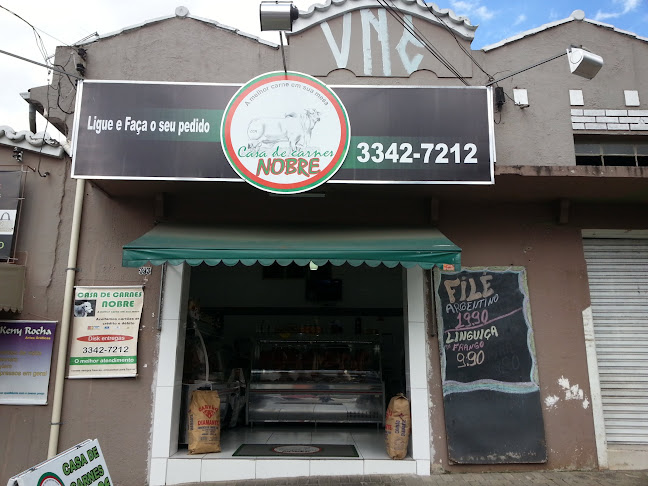 VNC
Ligue e Faça o seu pedido
A melhor carne em sua mesa
Casa de carnes
NOBRE
3342-7212
CASA DE CARNES
NOBRE
Disk entregas
3342-7212
O melhor atendimento
Keny Rocha
FILÉ
ARGENTINO
19,90
LINGUIÇA
FRANGO
9,90
DIAMANTE
CASA DE
CARNES